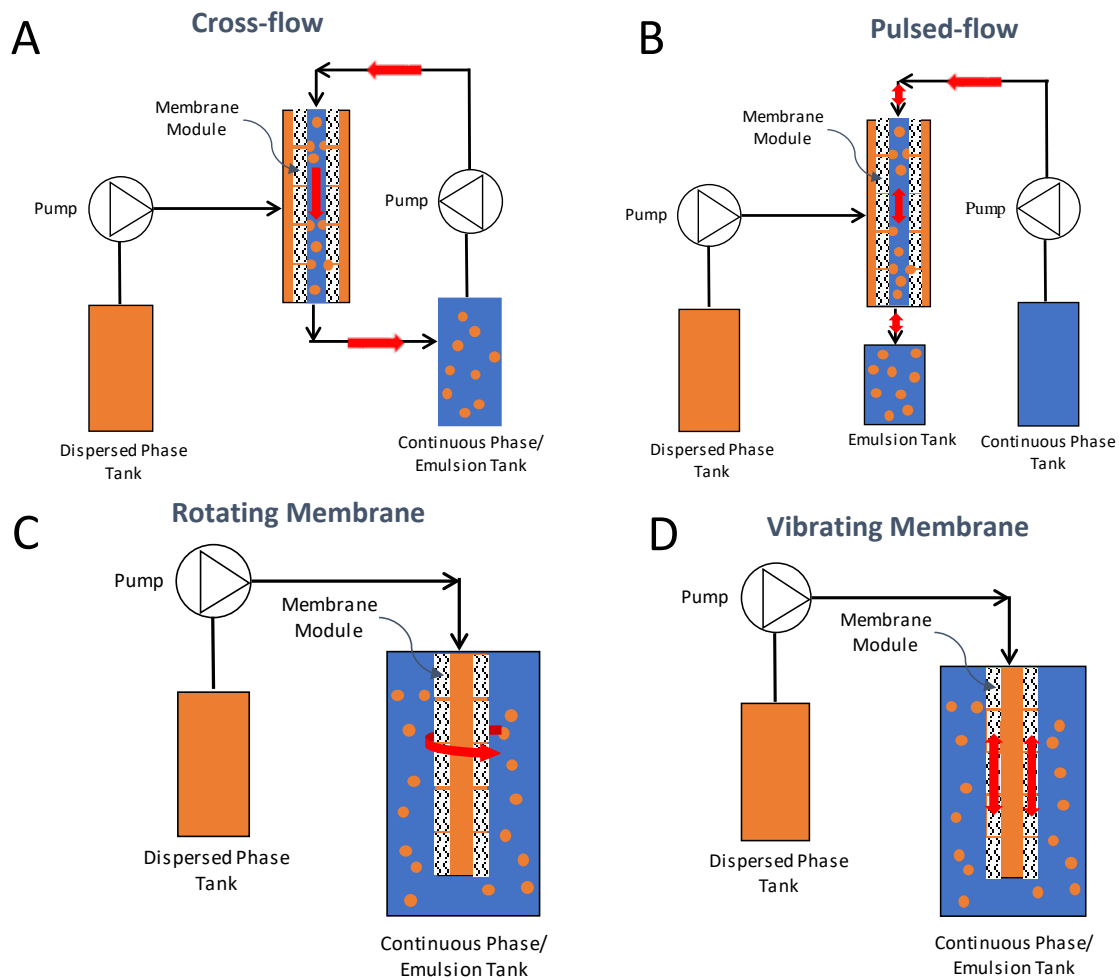 A
Cross-flow
Membrane
Module
Pump
Pump
Dispersed Phase
Tank
Continuous Phase/
Emulsion Tank
B
Pulsed-flow
Membrane
Module
Pump
Pump
Dispersed Phase
Tank
Emulsion Tank
Continuous Phase
Tank
C
Rotating Membrane
Pump
Membrane
Module
Dispersed Phase
Tank
Continuous Phase/
Emulsion Tank
D
Vibrating Membrane
Pump
Membrane
Module
Dispersed Phase
Tank
Continuous Phase/
Emulsion Tank